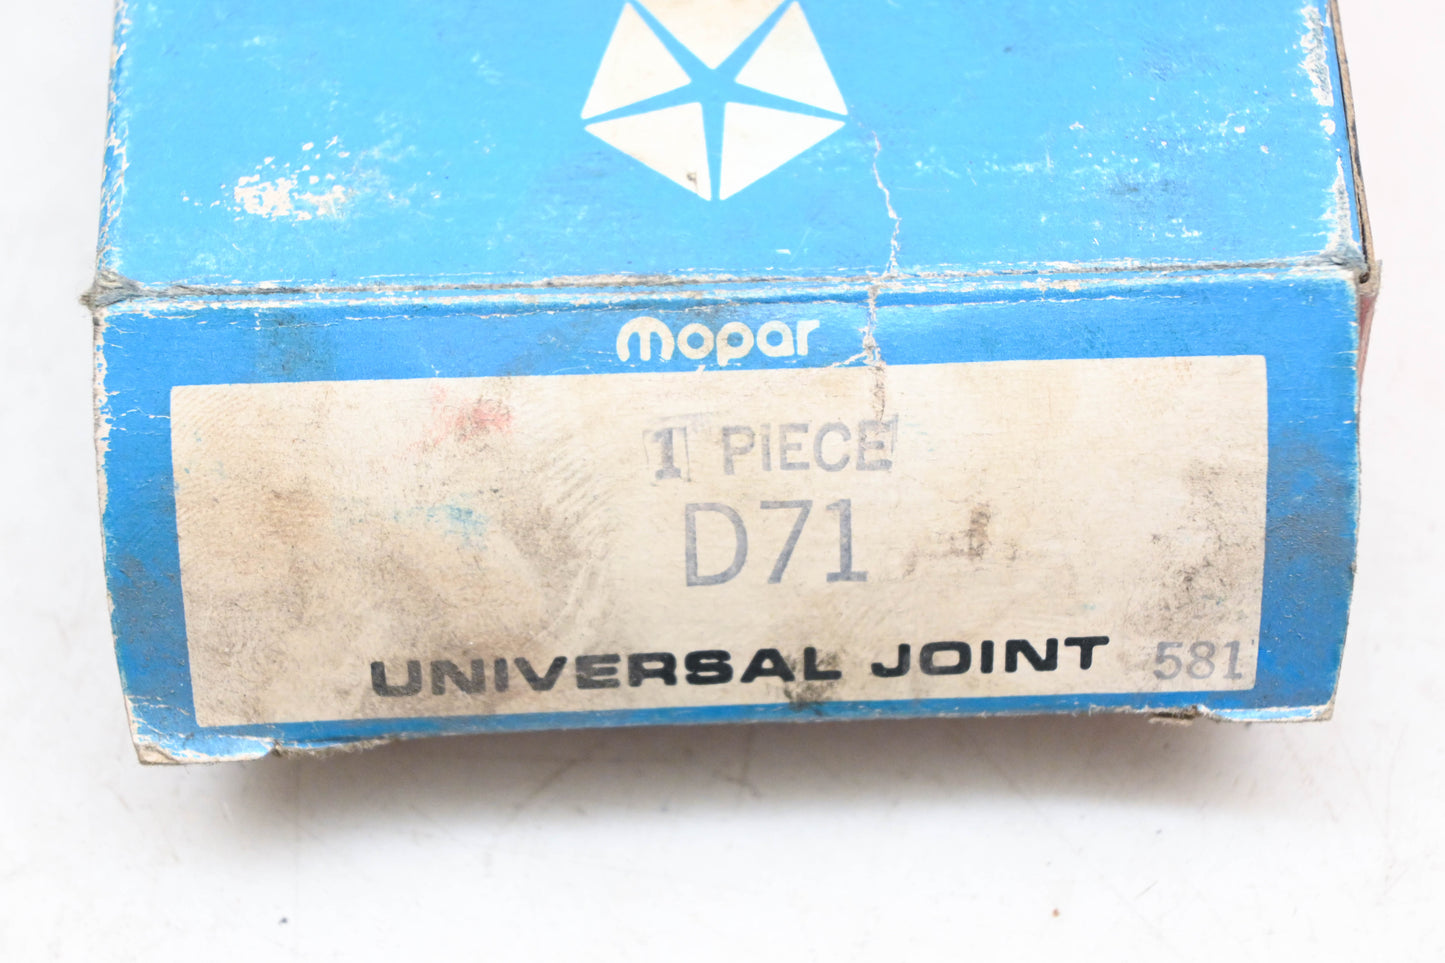 mopar
1 PIECE
D71
UNIVERSAL JOINT 581